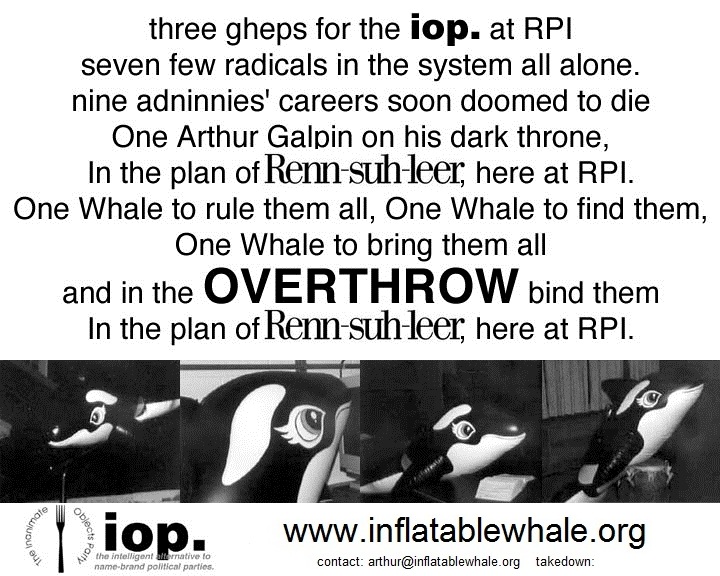 three gheps for the iop. at RPI
seven few radicals in the system all alone.
nine adninnies' careers soon doomed to die
One Arthur Galpin on his dark throne,
In the plan of Renn-suh-leer, here at RPI.
One Whale to rule them all, One Whale to find them,
One Whale to bring them all
and in the OVERTHROW bind them
In the plan of Renn-suh-leer, here at RPI.
The Inanimate Objects Party
iop.
the intelligent alternative to
name-brand political parties.
www.inflatablewhale.org
contact: arthur@inflatablewhale.org takedown: